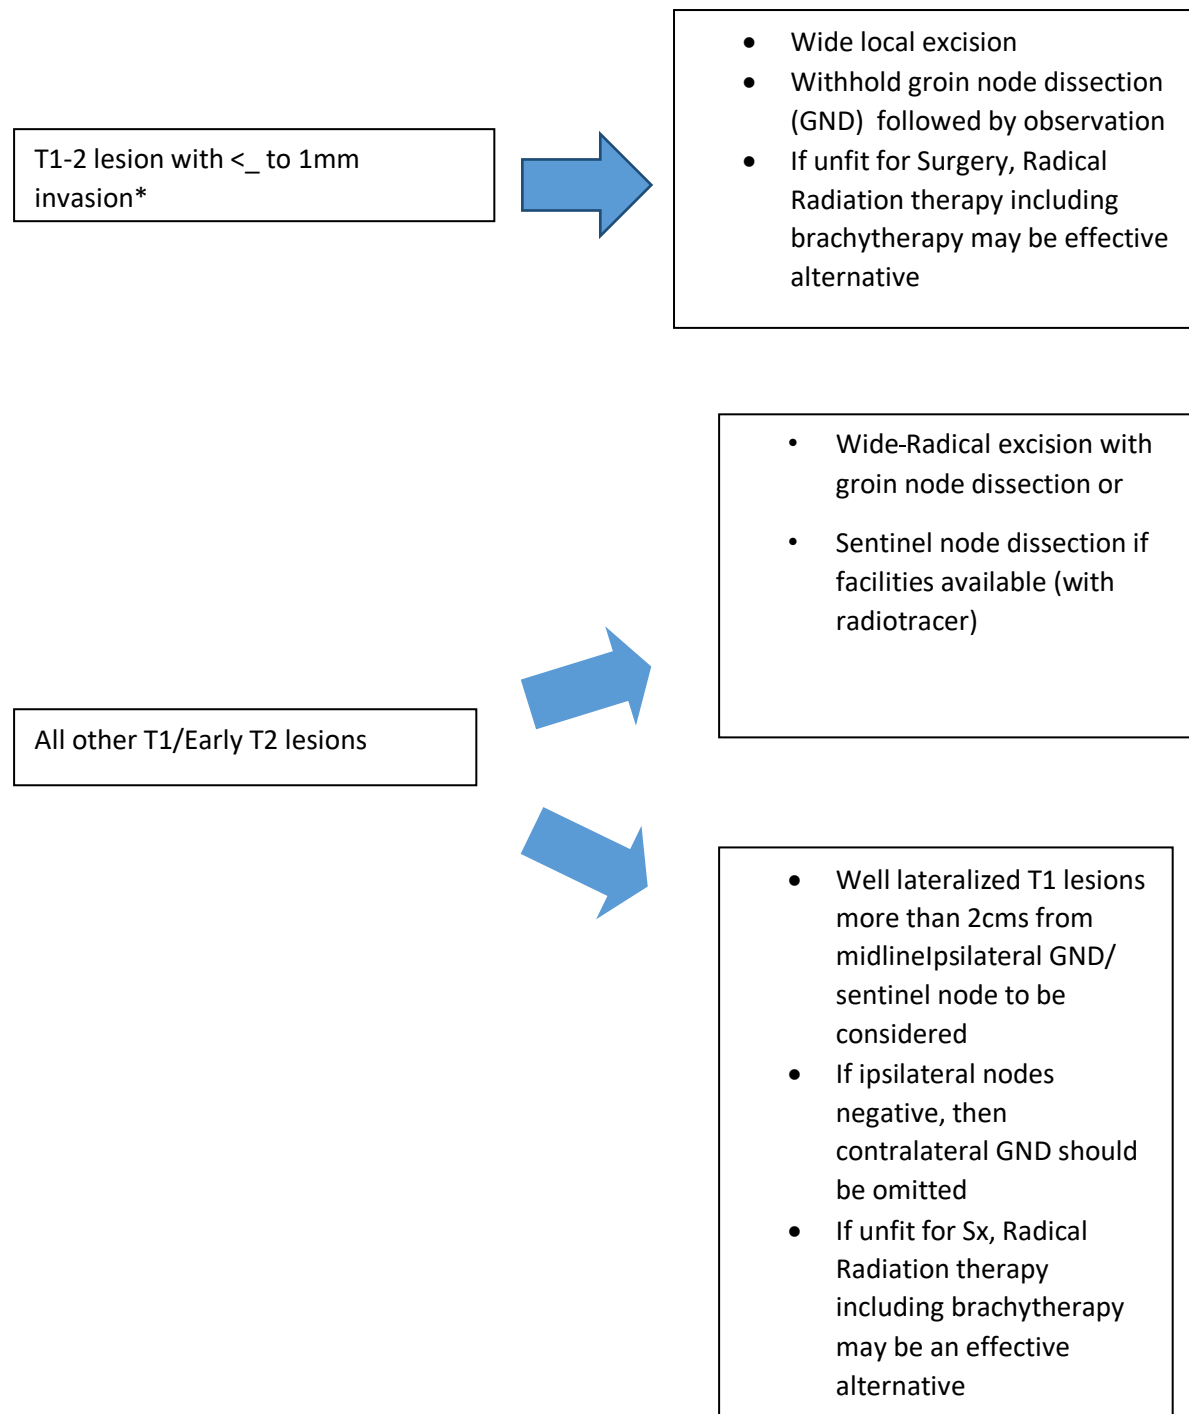 T1-2 lesion with <_ to 1mm
invasion*
• Wide local excision
• Withhold groin node dissection
(GND) followed by observation
• If unfit for Surgery, Radical
Radiation therapy including
brachytherapy may be effective
alternative
All other T1/Early T2 lesions
• Wide-Radical excision with
groin node dissection or
• Sentinel node dissection if
facilities available (with
radiotracer)
• Well lateralized T1 lesions
more than 2cms from
midlineIpsilateral GND/
sentinel node to be
considered
• If ipsilateral nodes
negative, then
contralateral GND should
be omitted
• If unfit for Sx, Radical
Radiation therapy
including brachytherapy
may be an effective
alternative